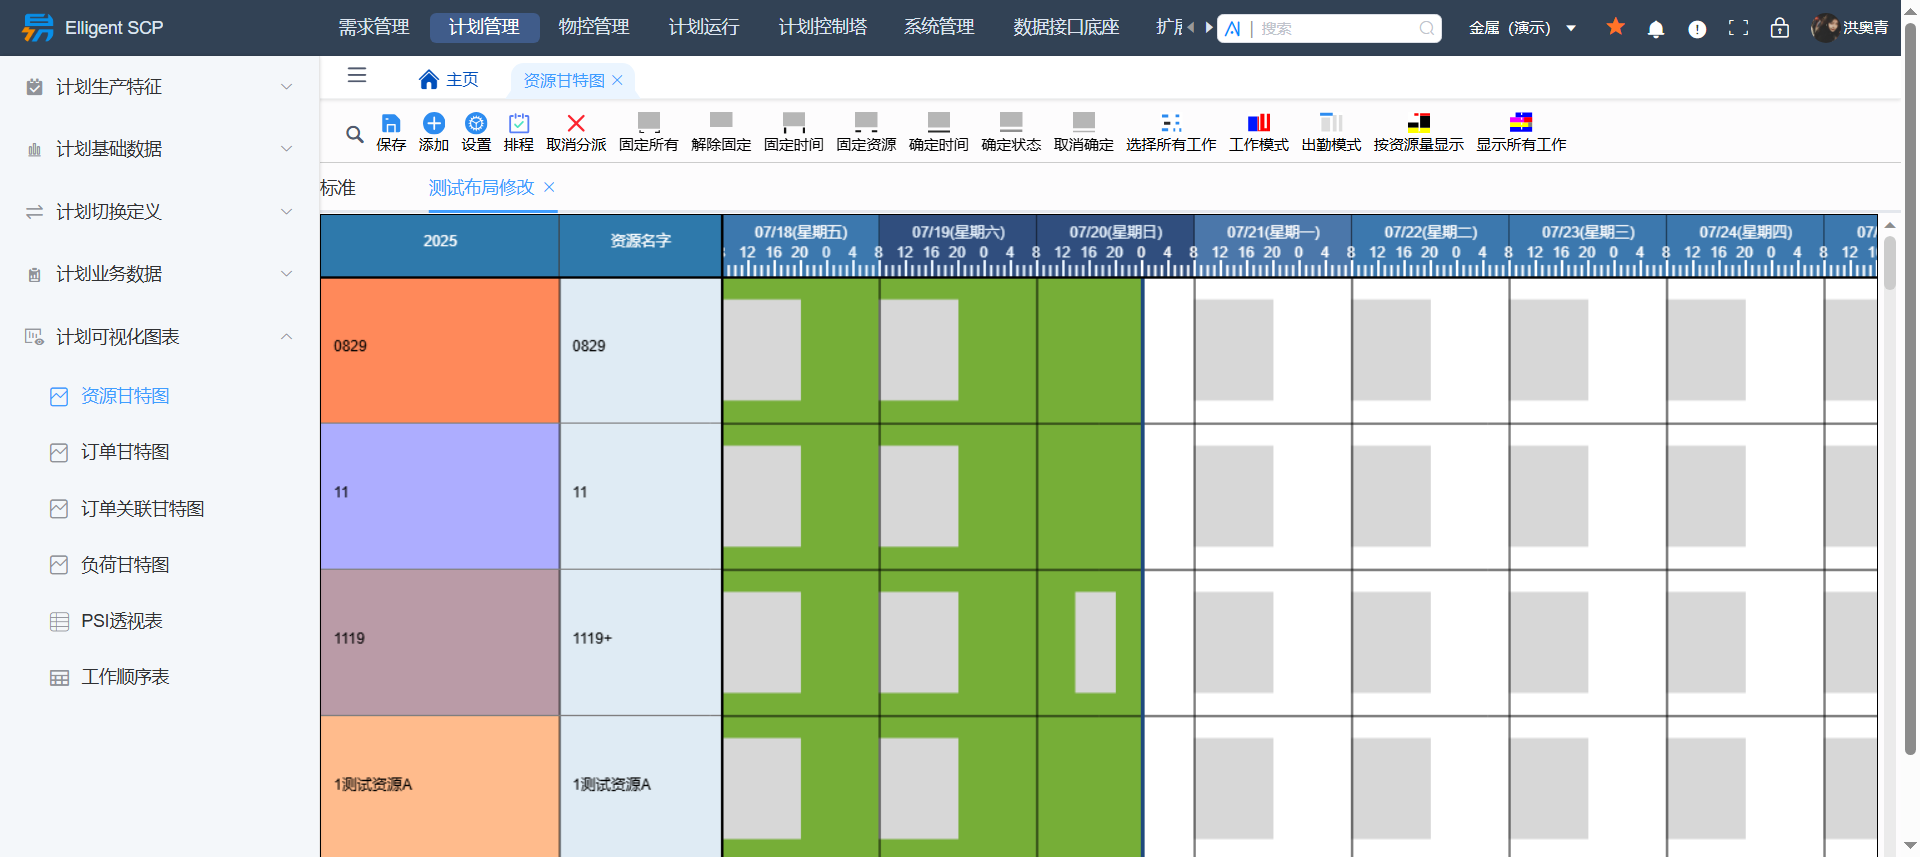 Elligent SCP
需求管理 计划管理 物控管理 计划运行 计划控制塔 系统管理 数据接口底座
AI | 搜索
金属（演示）
洪奥青
计划生产特征
计划基础数据
计划切换定义
计划业务数据
计划可视化图表
资源甘特图
订单甘特图
订单关联甘特图
负荷甘特图
PSI透视表
工作顺序表
主页 资源甘特图
保存 添加 设置 排程 取消分派 固定所有 解除固定 固定时间 固定资源 确定时间 确定状态 取消确定 选择所有工作 工作模式 出勤模式 按资源量显示 显示所有工作
标准 测试布局修改
2025 资源名字
07/18(星期五) 07/19(星期六) 07/20(星期日) 07/21(星期一) 07/22(星期二) 07/23(星期三) 07/24(星期四)
12 16 20 0 4 8 12 16 20 0 4 8 12 16 20 0 4 8 12 16 20 0 4 8 12 16 20 0 4 8 12 16 20 0 4 8 12 16 20 0 4 8 12
0829 0829
11 11
1119 1119+
1测试资源A 1测试资源A